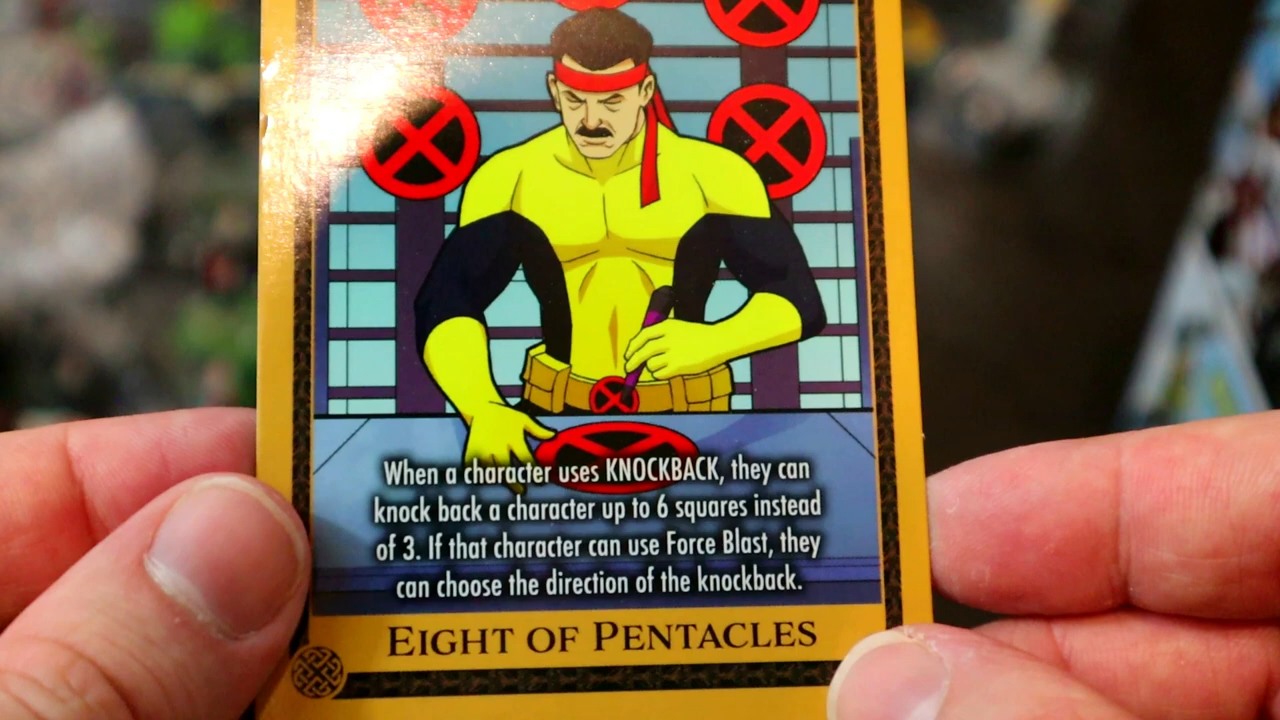 When a character uses KNOCKBACK, they can
knock back a character up to 6 squares instead
of 3. If that character can use Force Blast, they
can choose the direction of the knockback.
EIGHT OF PENTACLES